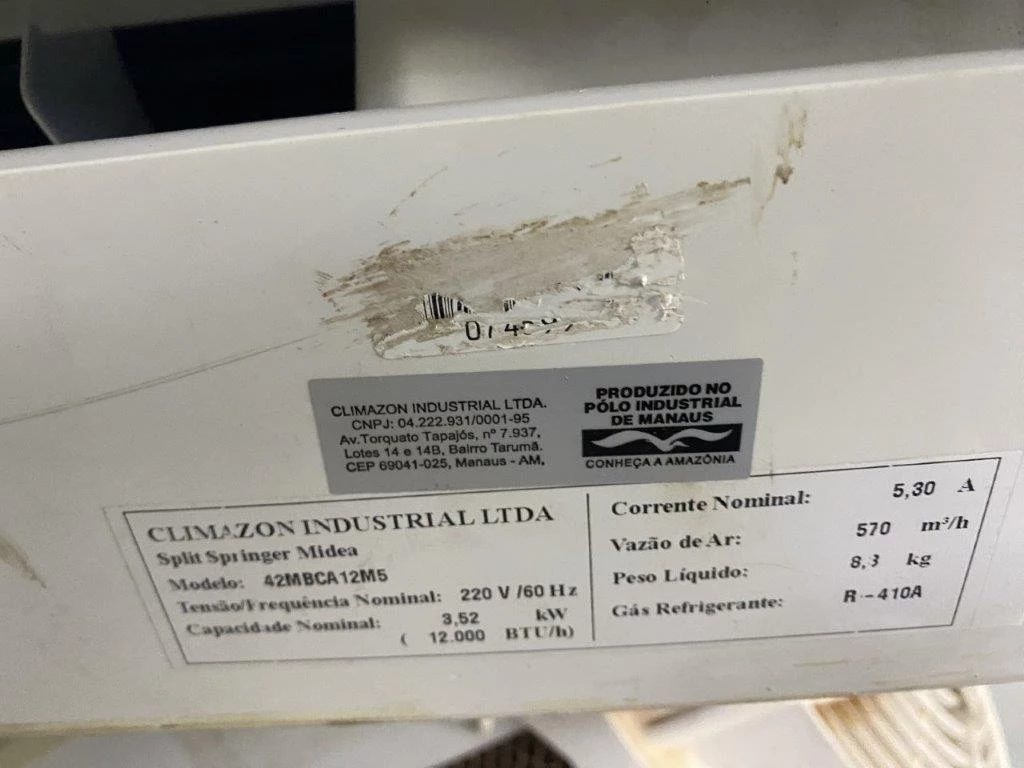 CLIMAZON INDUSTRIAL LTDA.
CNPJ: 04.222.931/0001-95
Av.Torquato Tapajós, nº 7.937,
Lotes 14 e 14B, Bairro Tarumã.
CEP 69041-025, Manaus - AM,
PRODUZIDO NO
PÓLO INDUSTRIAL
DE MANAUS
CONHEÇA A AMAZÔNIA
CLIMAZON INDUSTRIAL LTDA
Split Springer Midea
Modelo: 42MBCA12M5
Tensão/Frequência Nominal: 220 V /60 Hz
Capacidade Nominal: 3,52 kW
( 12.000 BTU/h)
Corrente Nominal: 5,30 A
Vazão de Ar: 570 m³/h
Peso Líquido: 8,3 kg
Gás Refrigerante: R-410A